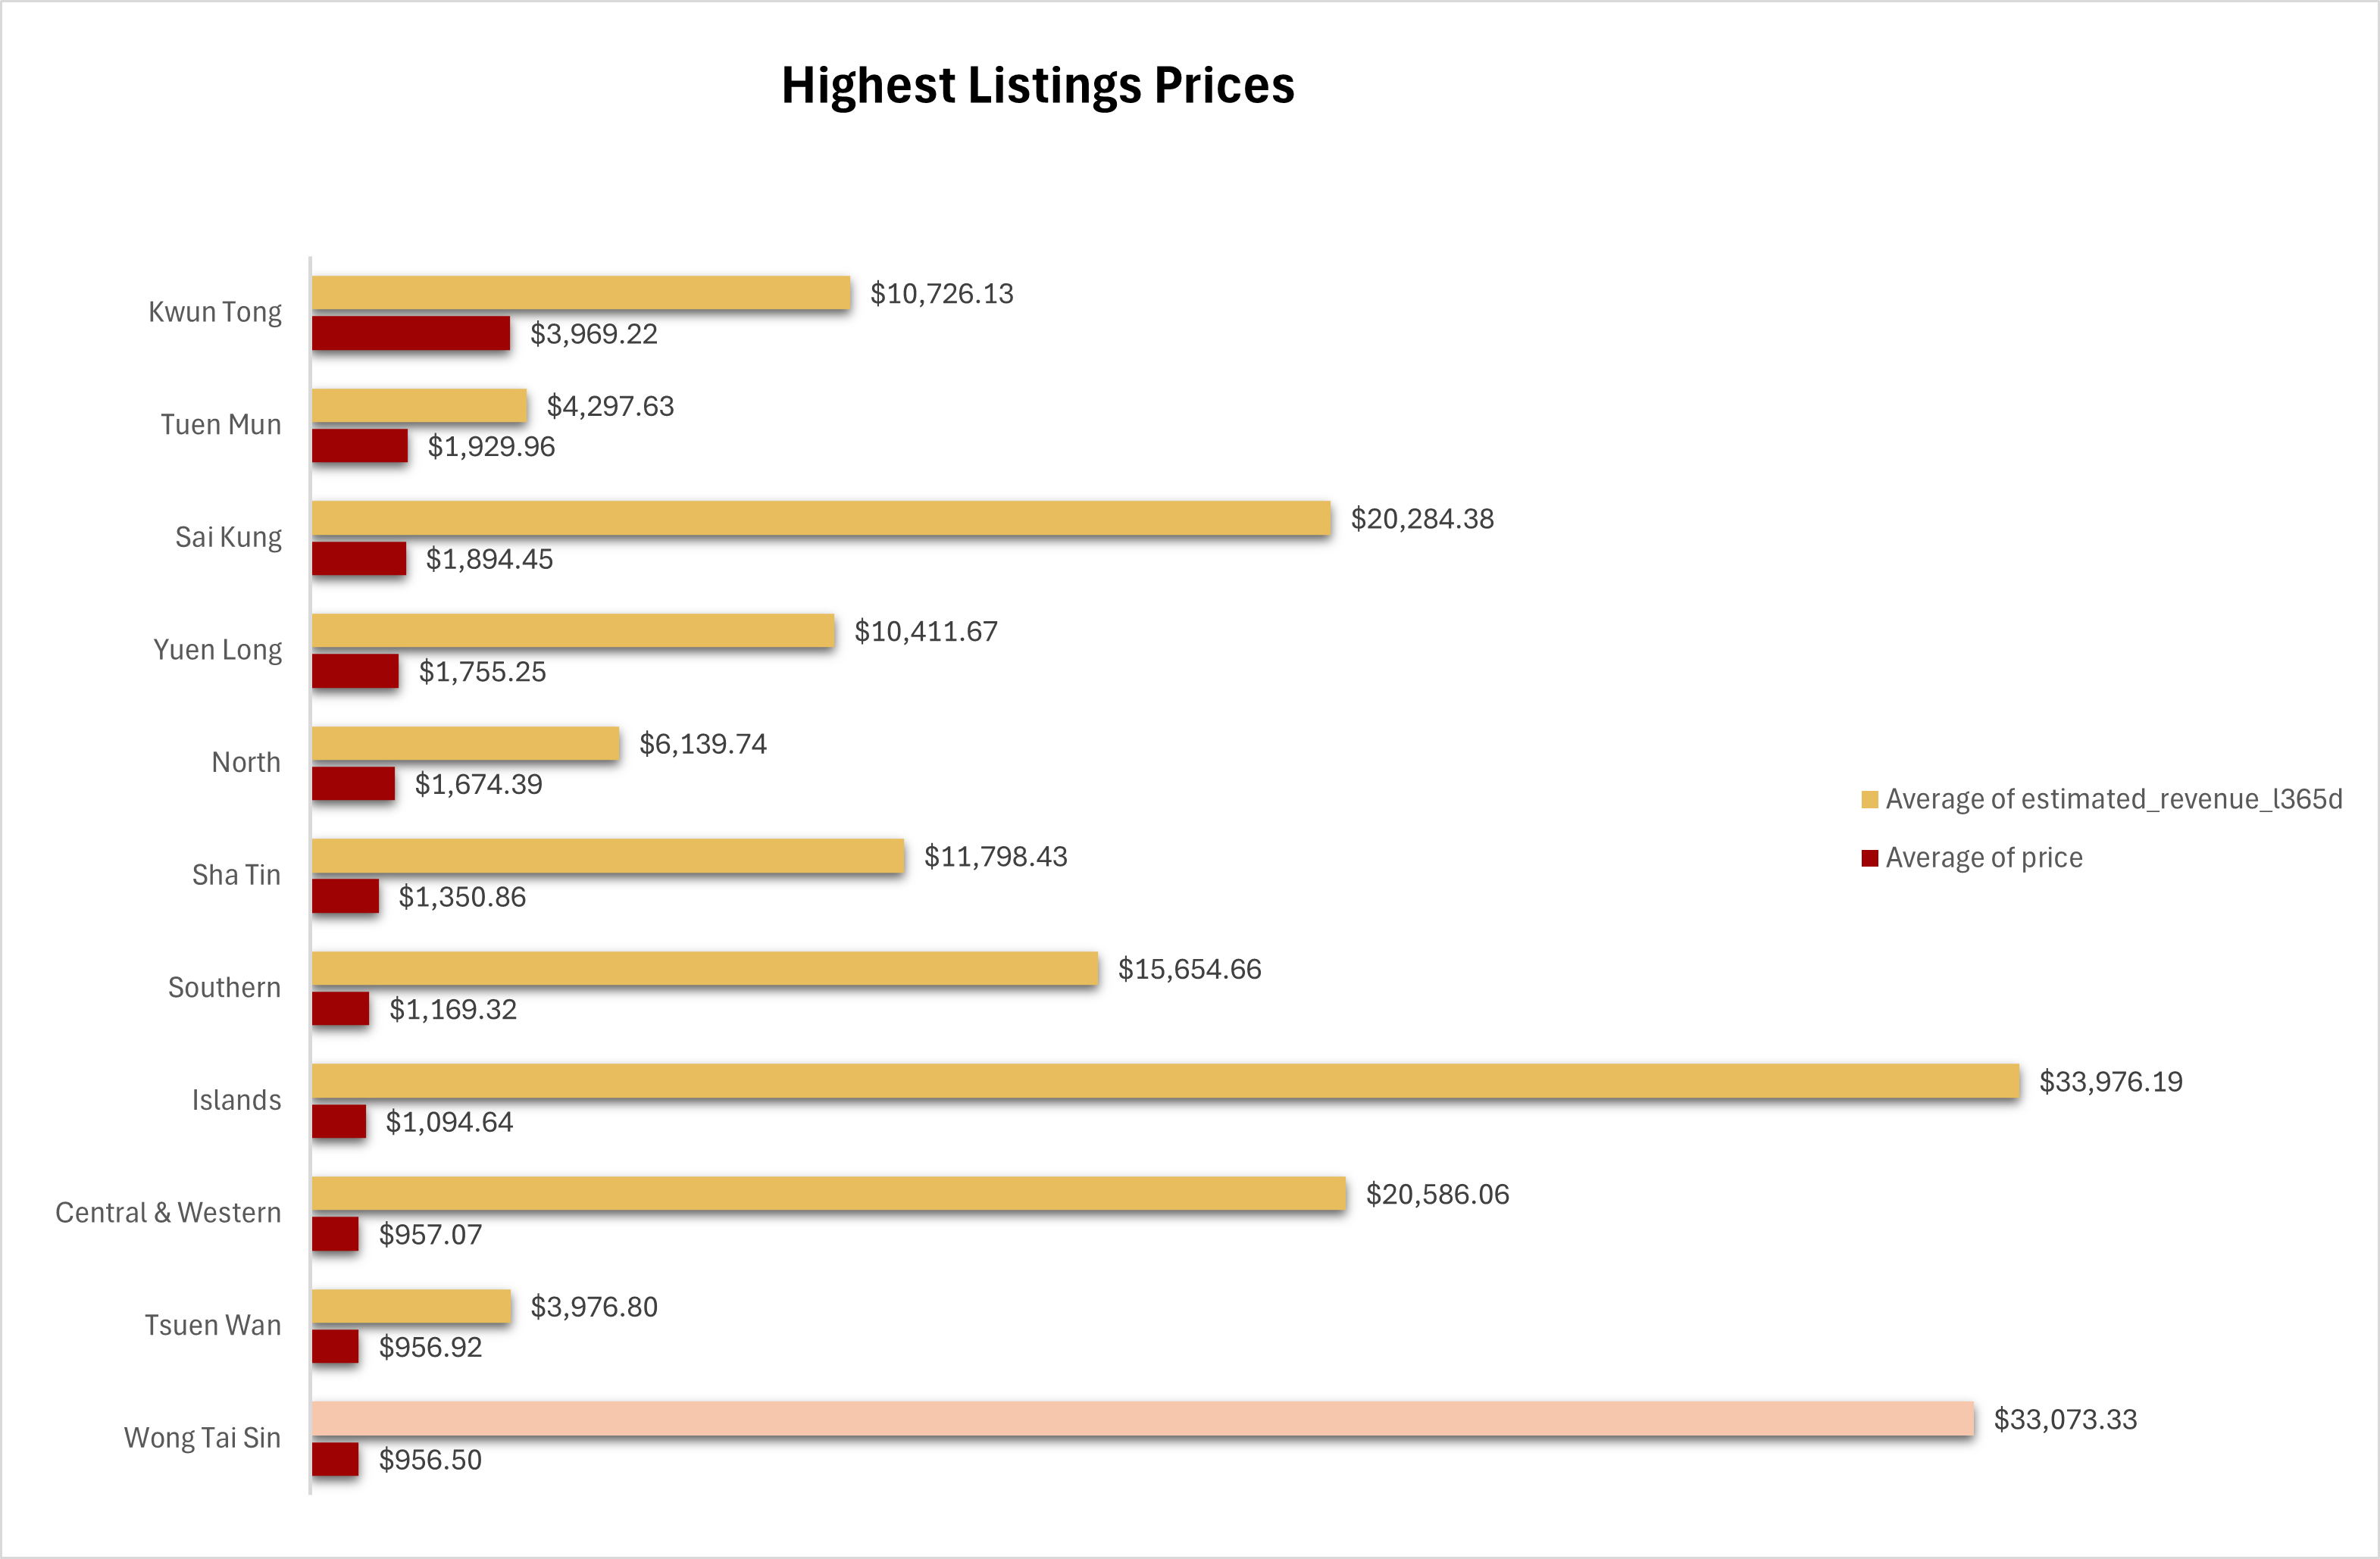 Highest Listings Prices
Kwun Tong
$10,726.13
$3,969.22
Tuen Mun
$4,297.63
$1,929.96
Sai Kung
$20,284.38
$1,894.45
Yuen Long
$10,411.67
$1,755.25
North
$6,139.74
$1,674.39
Sha Tin
$11,798.43
$1,350.86
Southern
$15,654.66
$1,169.32
Islands
$33,976.19
$1,094.64
Central & Western
$20,586.06
$957.07
Tsuen Wan
$3,976.80
$956.92
Wong Tai Sin
$33,073.33
$956.50
Average of estimated_revenue_l365d
Average of price